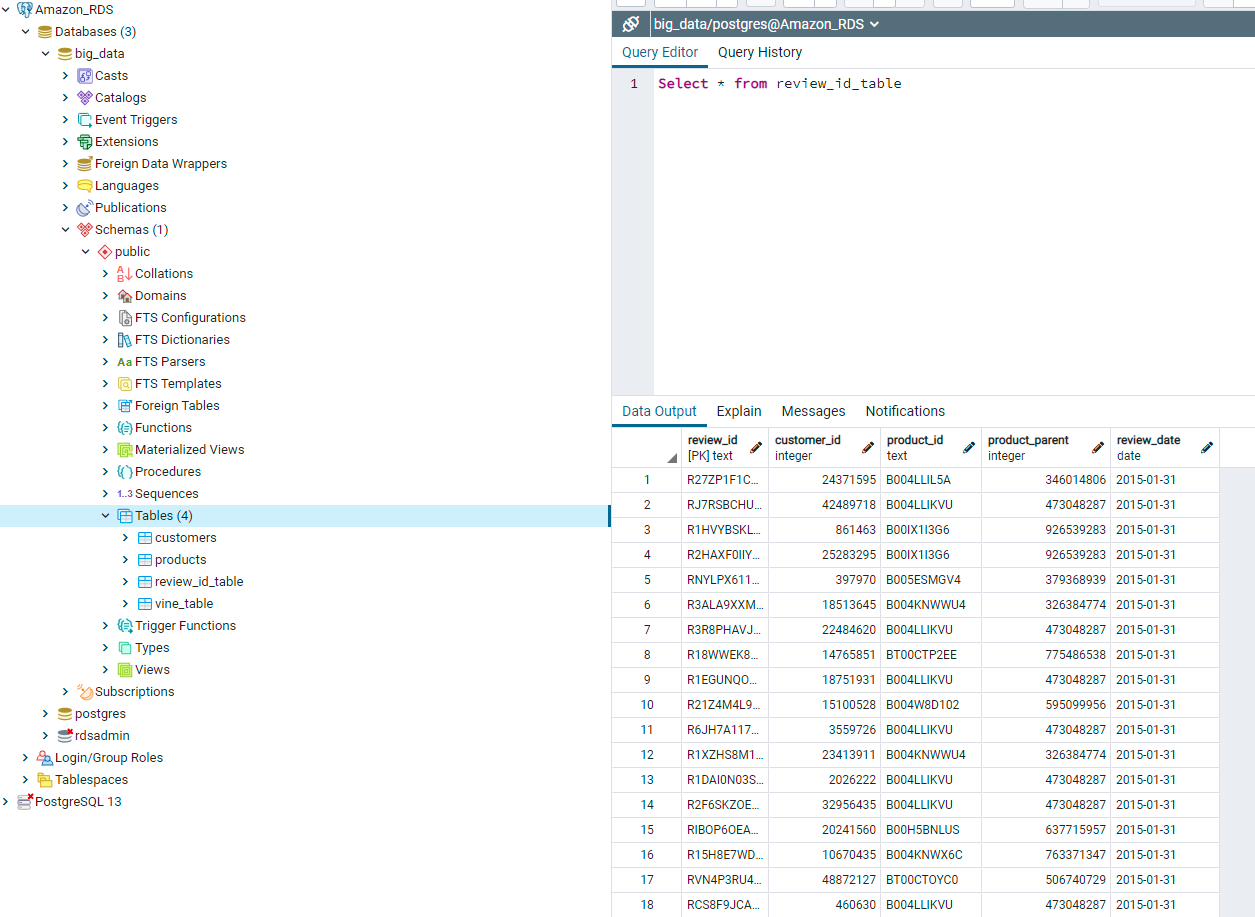 Amazon_RDS
Databases (3)
big_data
Casts
Catalogs
Event Triggers
Extensions
Foreign Data Wrappers
Languages
Publications
Schemas (1)
public
Collations
Domains
FTS Configurations
FTS Dictionaries
Aa FTS Parsers
FTS Templates
Foreign Tables
Functions
Materialized Views
Procedures
1..3 Sequences
Tables (4)
customers
products
review_id_table
vine_table
Trigger Functions
Types
Views
Subscriptions
postgres
rdsadmin
Login/Group Roles
Tablespaces
PostgreSQL 13
big_data/postgres@Amazon_RDS
Query Editor Query History
1 Select * from review_id_table
Data Output Explain Messages Notifications
review_id customer_id product_id product_parent review_date
[PK] text integer text integer date
1 R27ZP1F1C... 24371595 B004LLIL5A 346014806 2015-01-31
2 RJ7RSBCHU... 42489718 B004LLIKVU 473048287 2015-01-31
3 R1HVYBSKL... 861463 B00IX1I3G6 926539283 2015-01-31
4 R2HAXF0IIY... 25283295 B00IX1I3G6 926539283 2015-01-31
5 RNYLPX611... 397970 B005ESMGV4 379368939 2015-01-31
6 R3ALA9XXM... 18513645 B004KNWWU4 326384774 2015-01-31
7 R3R8PHAVJ... 22484620 B004LLIKVU 473048287 2015-01-31
8 R18WWEK8... 14765851 BT00CTP2EE 775486538 2015-01-31
9 R1EGUNQO... 18751931 B004LLIKVU 473048287 2015-01-31
10 R21Z4M4L9... 15100528 B004W8D102 595099956 2015-01-31
11 R6JH7A117... 3559726 B004LLIKVU 473048287 2015-01-31
12 R1XZHS8M1... 23413911 B004KNWWU4 326384774 2015-01-31
13 R1DAI0N03S... 2026222 B004LLIKVU 473048287 2015-01-31
14 R2F6SKZOE... 32956435 B004LLIKVU 473048287 2015-01-31
15 RIBOP6OEA... 20241560 B00H5BNLUS 637715957 2015-01-31
16 R15H8E7WD... 10670435 B004KNWX6C 763371347 2015-01-31
17 RVN4P3RU4... 48872127 BT00CTOYC0 506740729 2015-01-31
18 RCS8F9JCA... 460630 B004LLIKVU 473048287 2015-01-31